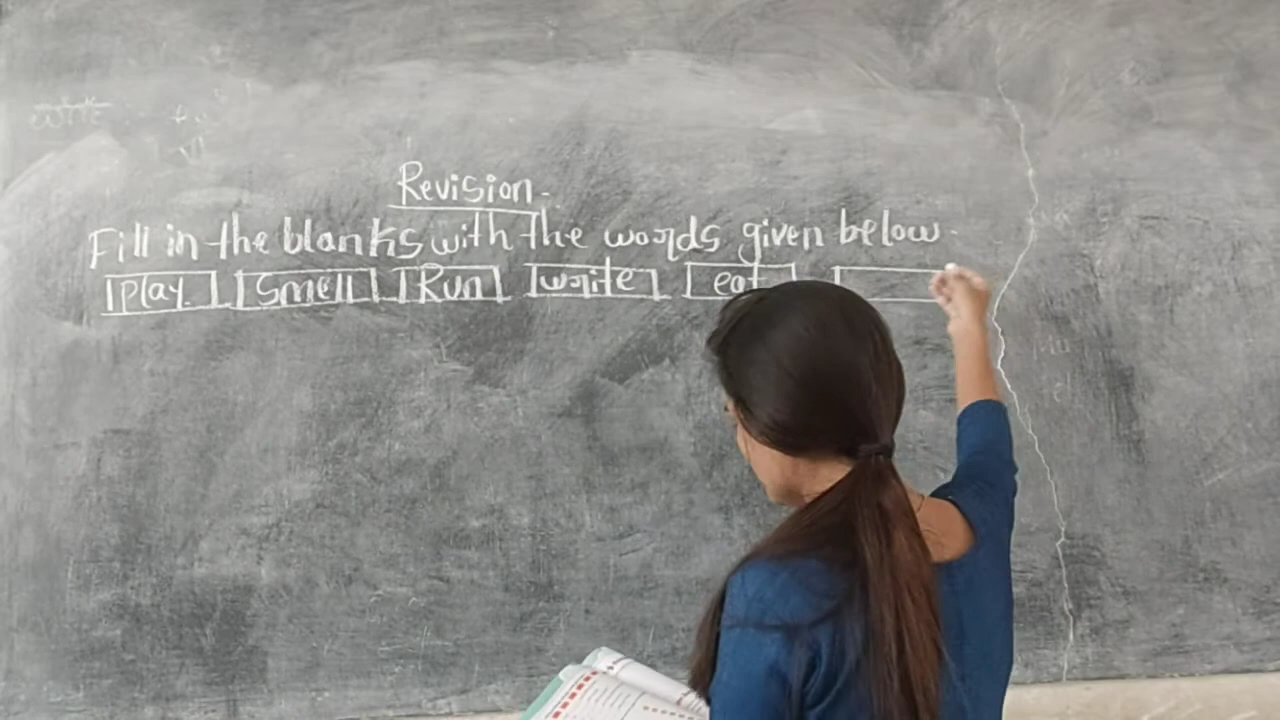 Revision-
Fill in the blanks with the words given below-
play. Smell Run write eat